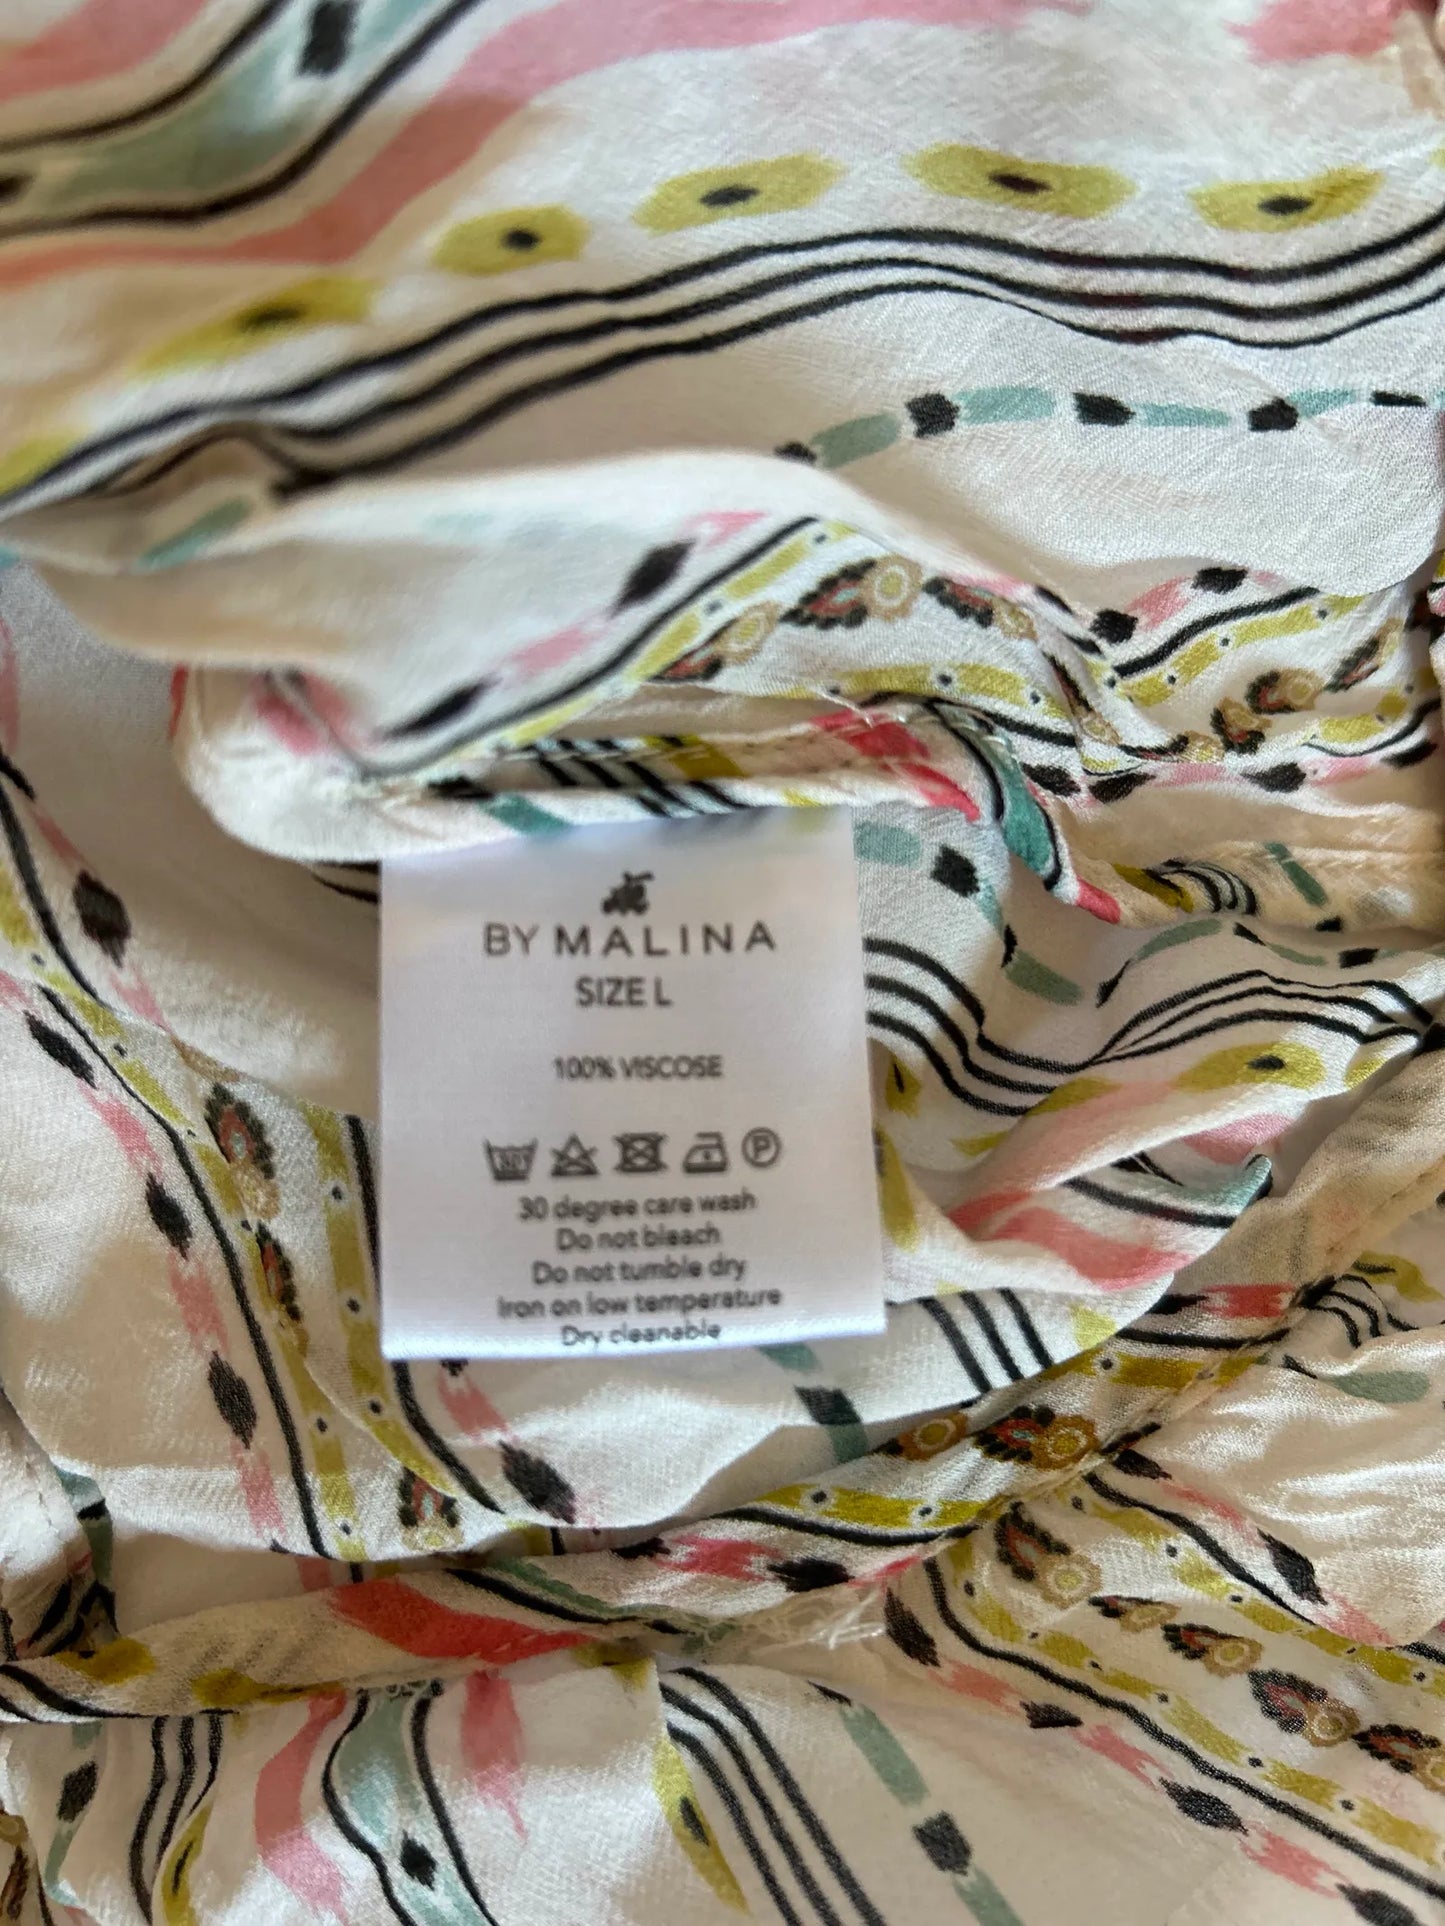 BY MALINA
SIZE L
100% VISCOSE
P
30 degree care wash
Do not bleach
Do not tumble dry
Iron on low temperature
Dry cleanable